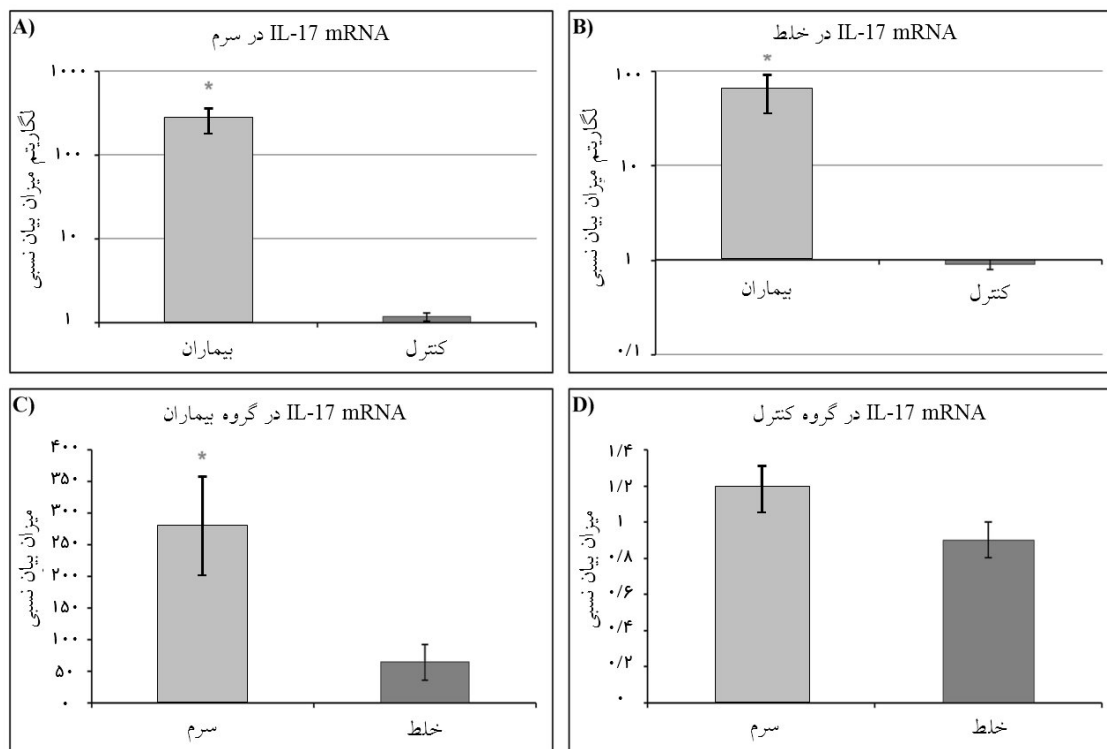 A)
IL-17 mRNA در سرم
لگاریتم میزان بیان نسبی
۱۰۰۰
۱۰۰
۱۰
۱
*
بیماران
کنترل
B)
IL-17 mRNA در خلط
لگاریتم میزان بیان نسبی
۱۰۰
۱۰
۱
۰/۱
*
بیماران
کنترل
C)
IL-17 mRNA در گروه بیماران
میزان بیان نسبی
۴۰۰
۳۵۰
۳۰۰
۲۵۰
۲۰۰
۱۵۰
۱۰۰
۵۰
۰
*
سرم
خلط
D)
IL-17 mRNA در گروه کنترل
میزان بیان نسبی
۱/۴
۱/۲
۱
۰/۸
۰/۶
۰/۴
۰/۲
۰
سرم
خلط